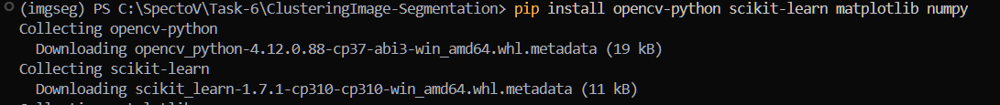 (imgseg) PS C:\SpectoV\Task-6\ClusteringImage-Segmentation> pip install opencv-python scikit-learn matplotlib numpy
Collecting opencv-python
Downloading opencv_python-4.12.0.88-cp37-abi3-win_amd64.whl.metadata (19 kB)
Collecting scikit-learn
Downloading scikit_learn-1.7.1-cp310-cp310-win_amd64.whl.metadata (11 kB)